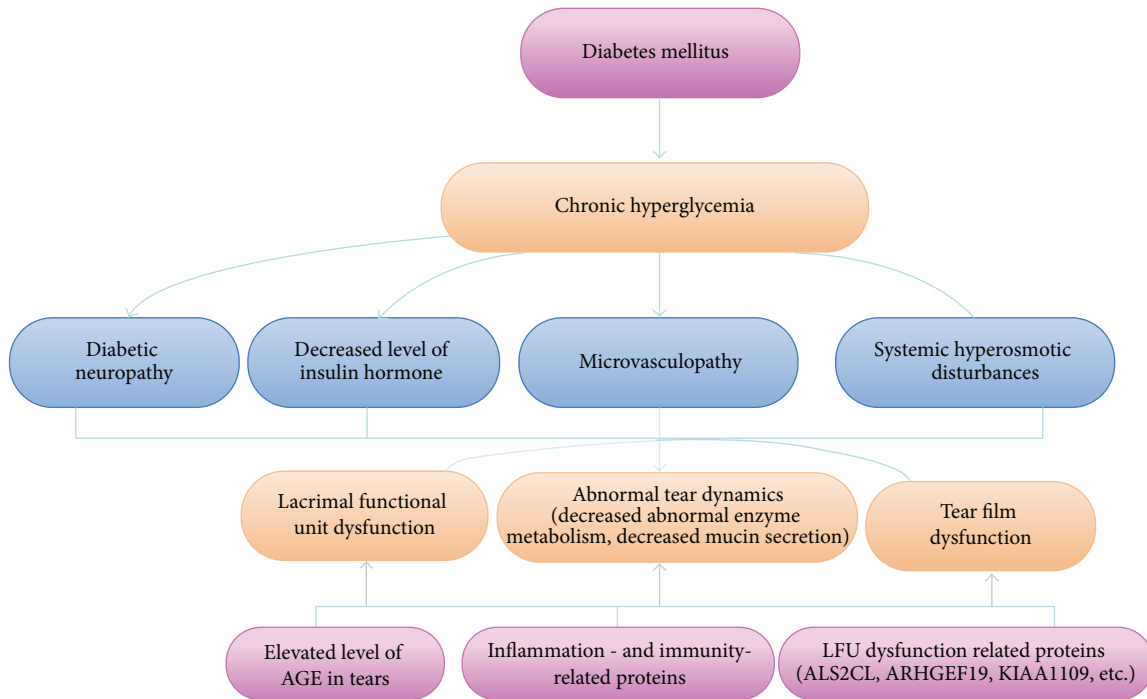 Diabetes mellitus
Chronic hyperglycemia
Diabetic
neuropathy
Decreased level of
insulin hormone
Microvasculopathy
Systemic hyperosmotic
disturbances
Lacrimal functional
unit dysfunction
Abnormal tear dynamics
(decreased abnormal enzyme
metabolism, decreased mucin secretion)
Tear film
dysfunction
Elevated level of
AGE in tears
Inflammation - and immunity-
related proteins
LFU dysfunction related proteins
(ALS2CL, ARHGEF19, KIAA1109, etc.)